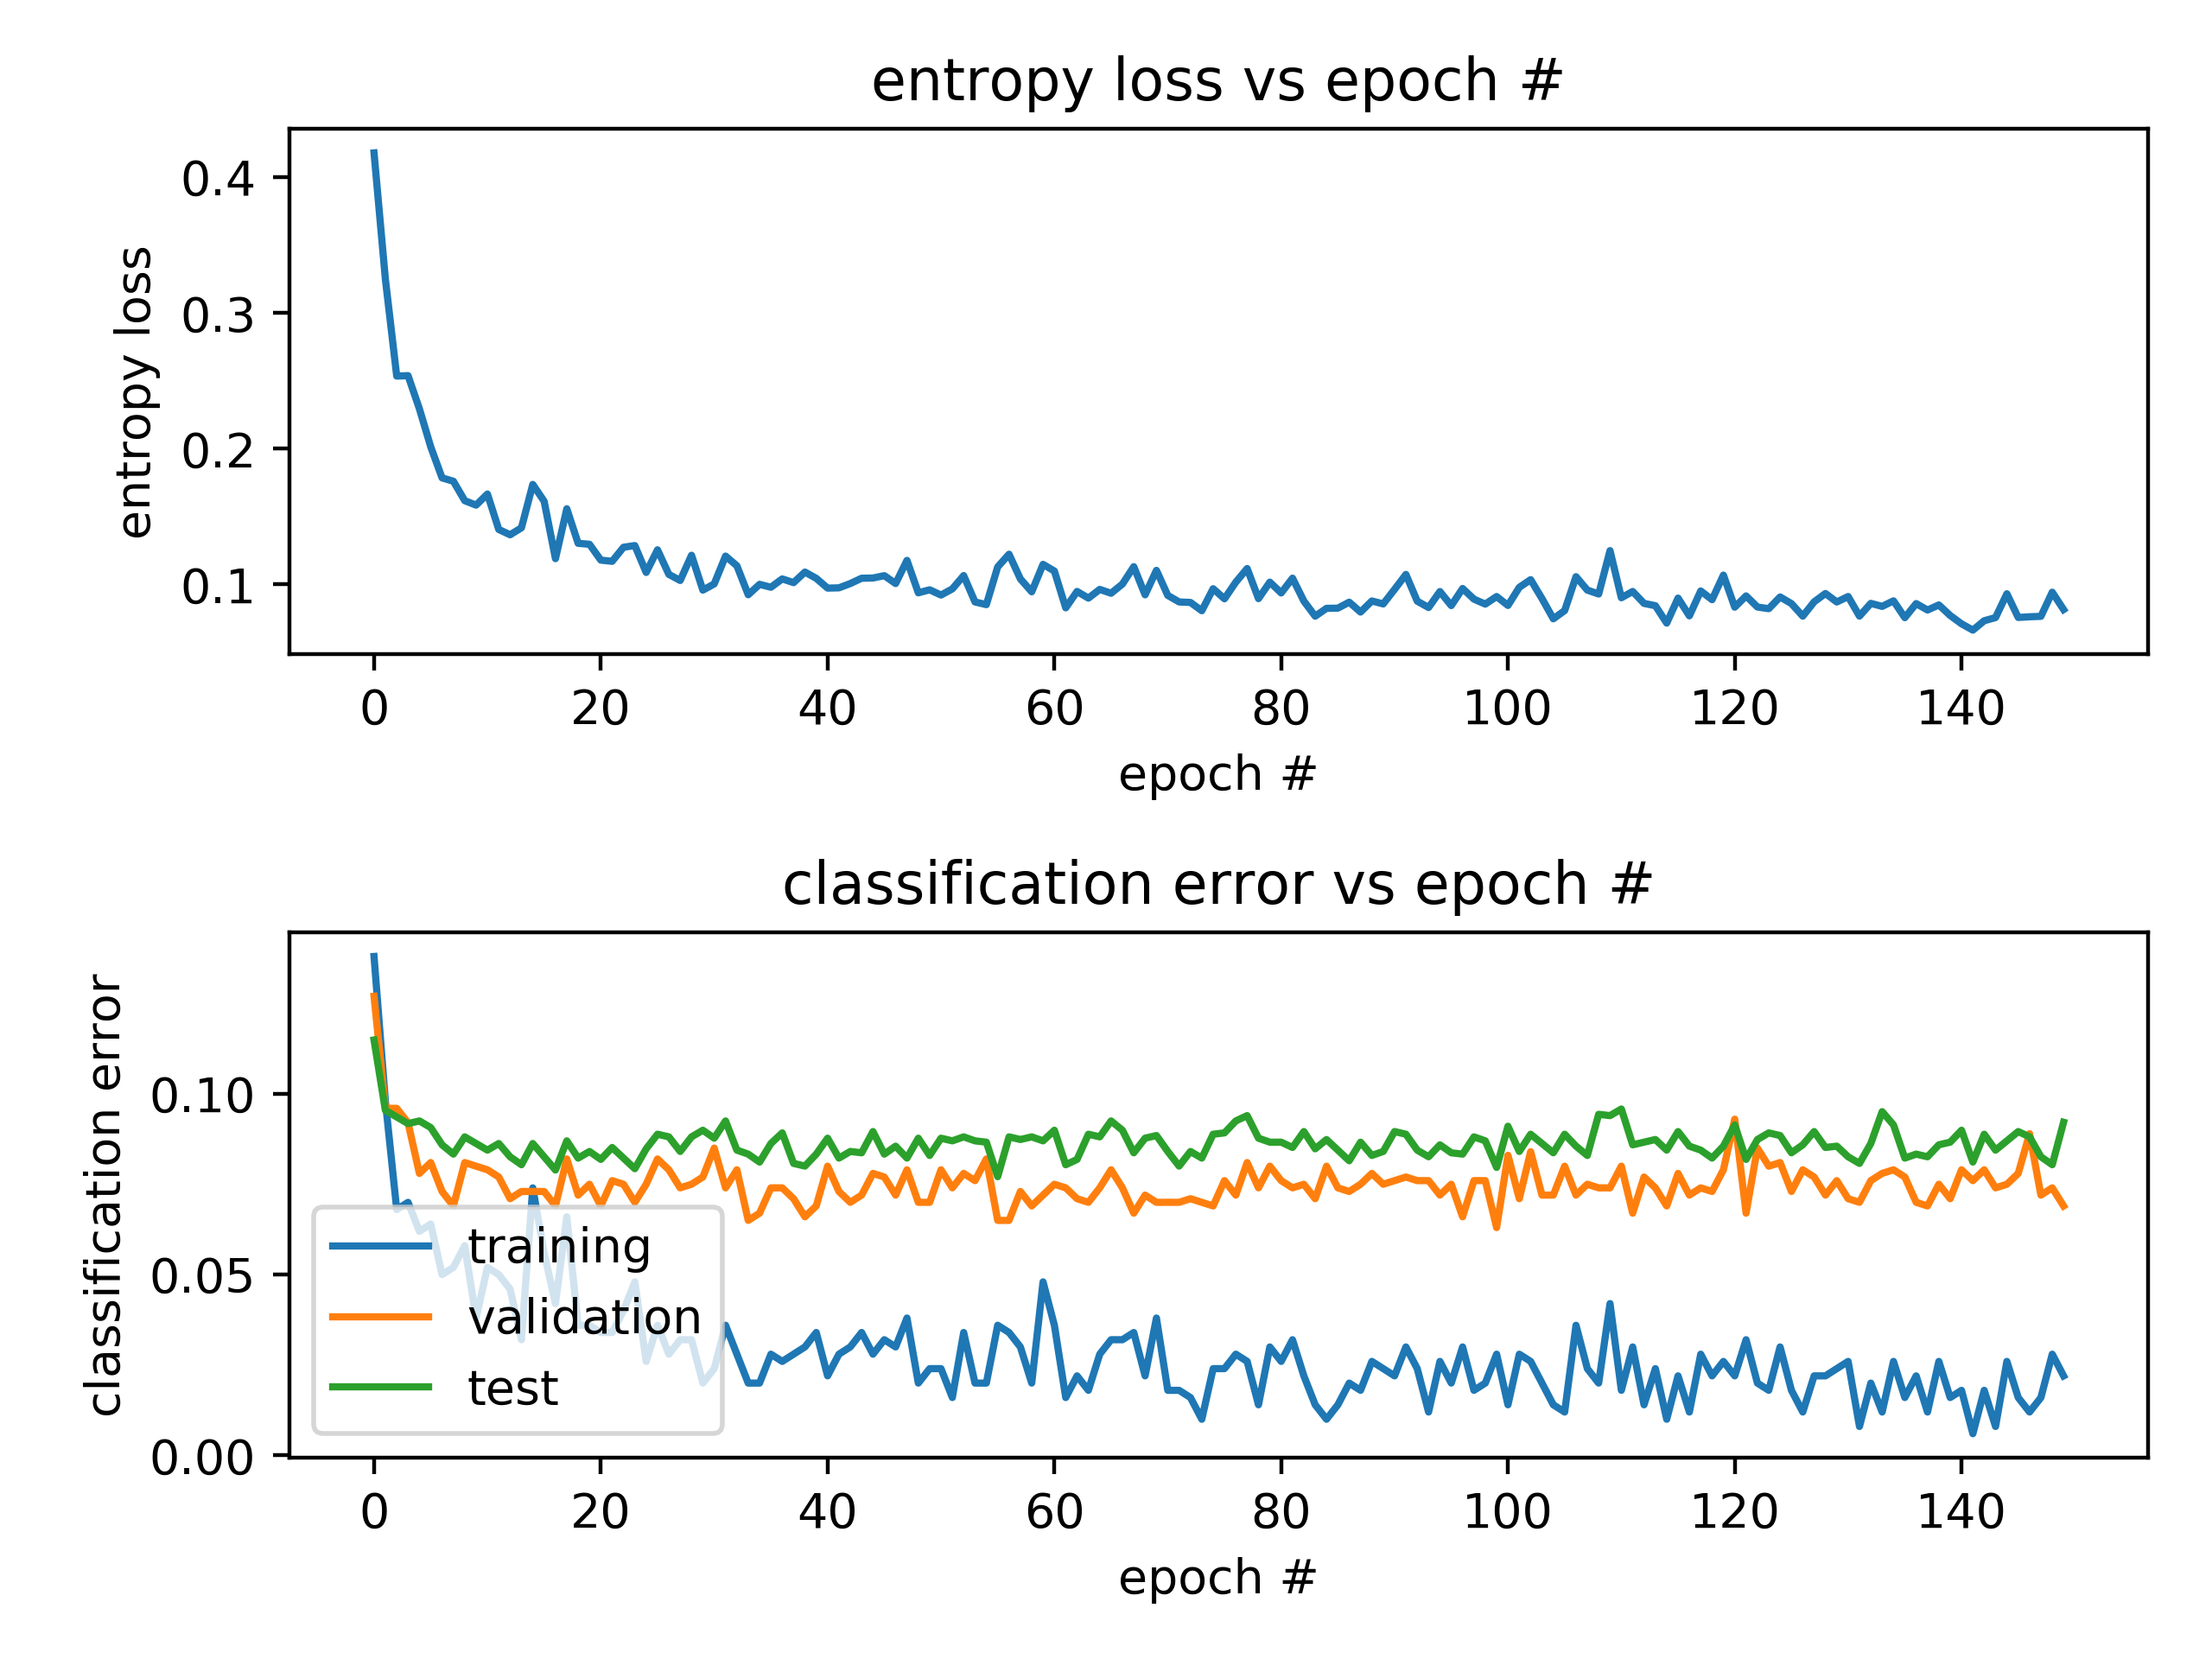 entropy loss vs epoch #
entropy loss
0.4
0.3
0.2
0.1
0 20 40 60 80 100 120 140
epoch #
classification error vs epoch #
classification error
0.10
0.05
0.00
training
validation
test
0 20 40 60 80 100 120 140
epoch #